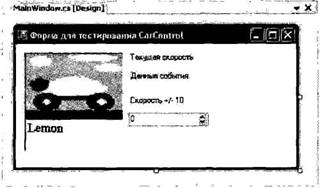 MainWindow.cs [Design]
Форма для тестирования CarControl
Текущая скорость
Данные события
Скорость +/- 10
0
Lemon